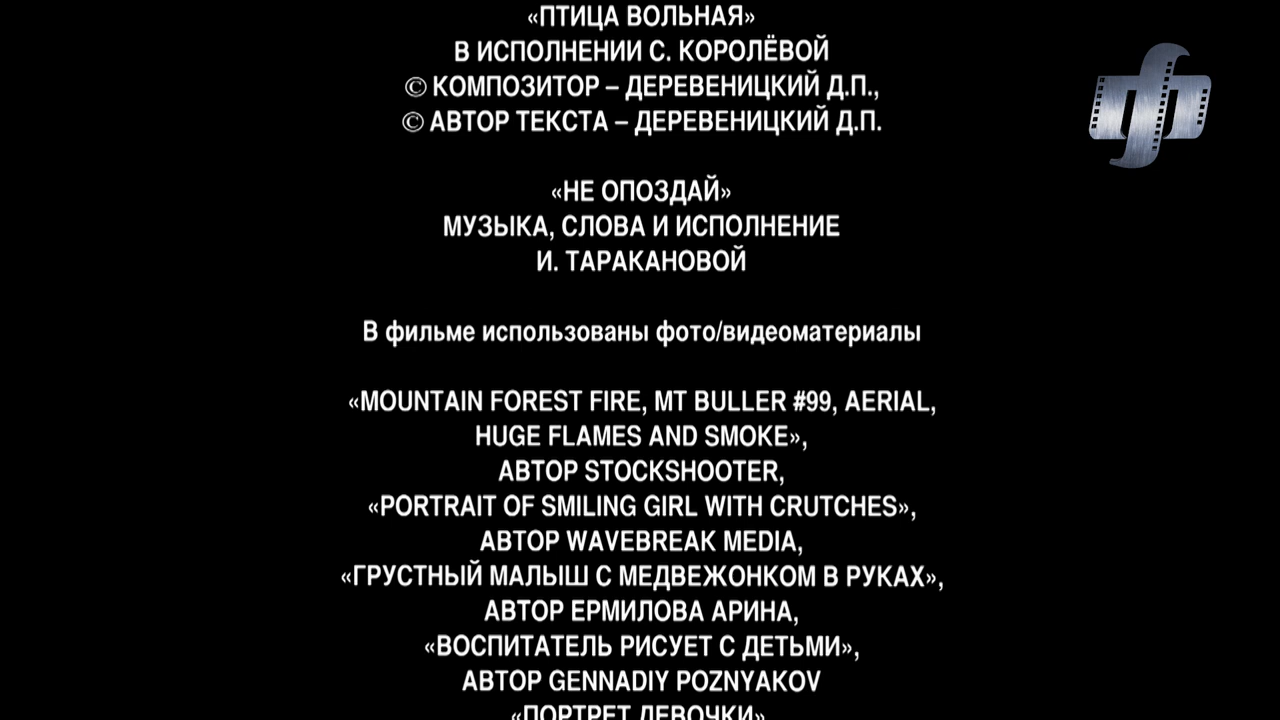 «ПТИЦА ВОЛЬНАЯ»
В ИСПОЛНЕНИИ С. КОРОЛЁВОЙ
© КОМПОЗИТОР – ДЕРЕВЕНИЦКИЙ Д.П.,
© АВТОР ТЕКСТА – ДЕРЕВЕНИЦКИЙ Д.П.
«НЕ ОПОЗДАЙ»
МУЗЫКА, СЛОВА И ИСПОЛНЕНИЕ
И. ТАРАКАНОВОЙ
В фильме использованы фото/видеоматериалы
«MOUNTAIN FOREST FIRE, MT BULLER #99, AERIAL,
HUGE FLAMES AND SMOKE»,
АВТОР STOCKSHOOTER,
«PORTRAIT OF SMILING GIRL WITH CRUTCHES»,
АВТОР WAVEBREAK MEDIA,
«ГРУСТНЫЙ МАЛЫШ С МЕДВЕЖОНКОМ В РУКАХ»,
АВТОР ЕРМИЛОВА АРИНА,
«ВОСПИТАТЕЛЬ РИСУЕТ С ДЕТЬМИ»,
АВТОР GENNADIY POZNYAKOV
«ПОРТРЕТ ДЕВОЧКИ»